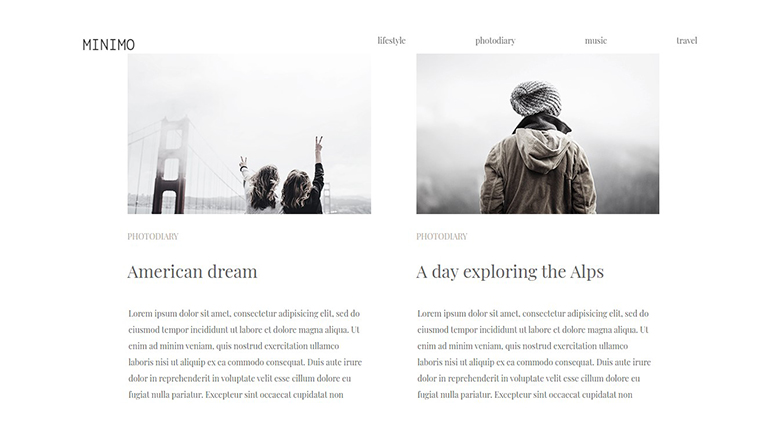 MINIMO
lifestyle photodiary music travel
PHOTODIARY
American dream
Lorem ipsum dolor sit amet, consectetur adipisicing elit, sed do
eiusmod tempor incididunt ut labore et dolore magna aliqua. Ut
enim ad minim veniam, quis nostrud exercitation ullamco
laboris nisi ut aliquip ex ea commodo consequat. Duis aute irure
dolor in reprehenderit in voluptate velit esse cillum dolore eu
fugiat nulla pariatur. Excepteur sint occaecat cupidatat non
PHOTODIARY
A day exploring the Alps
Lorem ipsum dolor sit amet, consectetur adipisicing elit, sed do
eiusmod tempor incididunt ut labore et dolore magna aliqua. Ut
enim ad minim veniam, quis nostrud exercitation ullamco
laboris nisi ut aliquip ex ea commodo consequat. Duis aute irure
dolor in reprehenderit in voluptate velit esse cillum dolore eu
fugiat nulla pariatur. Excepteur sint occaecat cupidatat non